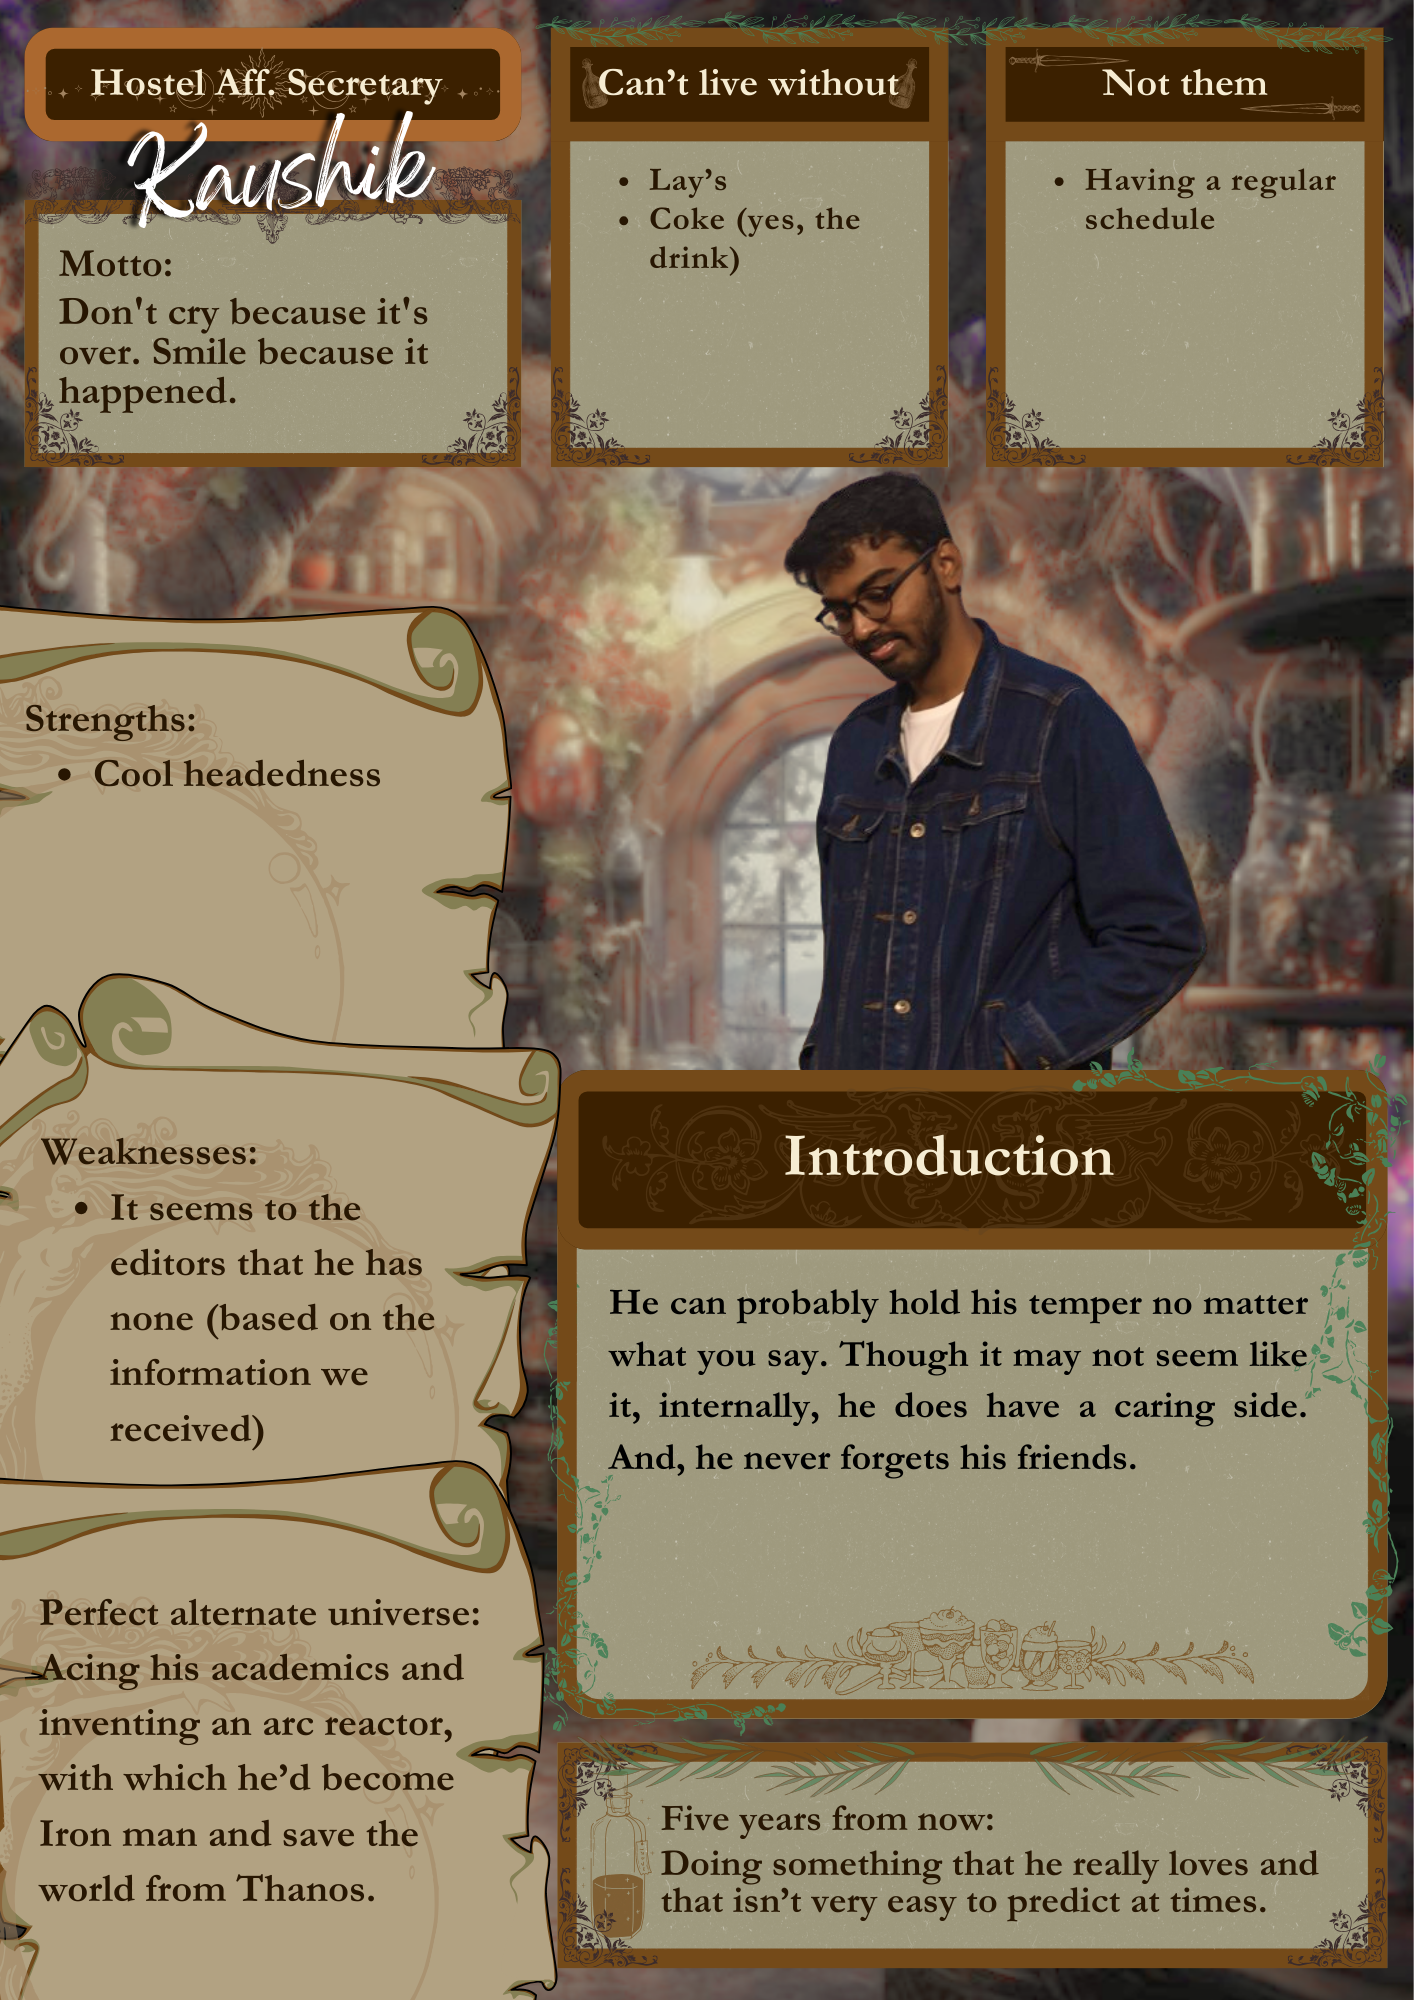 Hostel Aff. Secretary
Kaushik
Motto:
Don't cry because it's
over. Smile because it
happened.
Can't live without
• Lay's
• Coke (yes, the
drink)
Not them
• Having a regular
schedule
Strengths:
• Cool headedness
Weaknesses:
• It seems to the
editors that he has
none (based on the
information we
received)
Perfect alternate universe:
Acing his academics and
inventing an arc reactor,
with which he'd become
Iron man and save the
world from Thanos.
Introduction
He can probably hold his temper no matter
what you say. Though it may not seem like
it, internally, he does have a caring side.
And, he never forgets his friends.
Five years from now:
Doing something that he really loves and
that isn't very easy to predict at times.